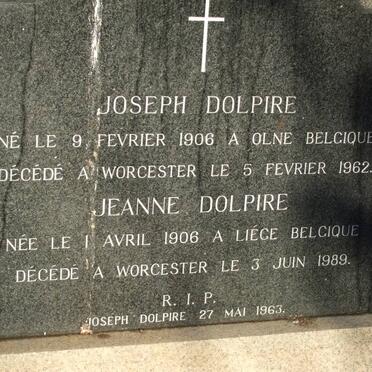 JOSEPH DOLPIRE
NÉ LE 9 FEVRIER 1906 A OLNE BELGIQUE
DÉCÉDÉ A WORCESTER LE 5 FEVRIER 1962.
JEANNE DOLPIRE
NÉE LE 1 AVRIL 1906 A LIÉGE BELGIQUE
DÉCÉDÉ A WORCESTER LE 3 JUIN 1989.
R. I. P.
JOSEPH DOLPIRE 27 MAI 1963.